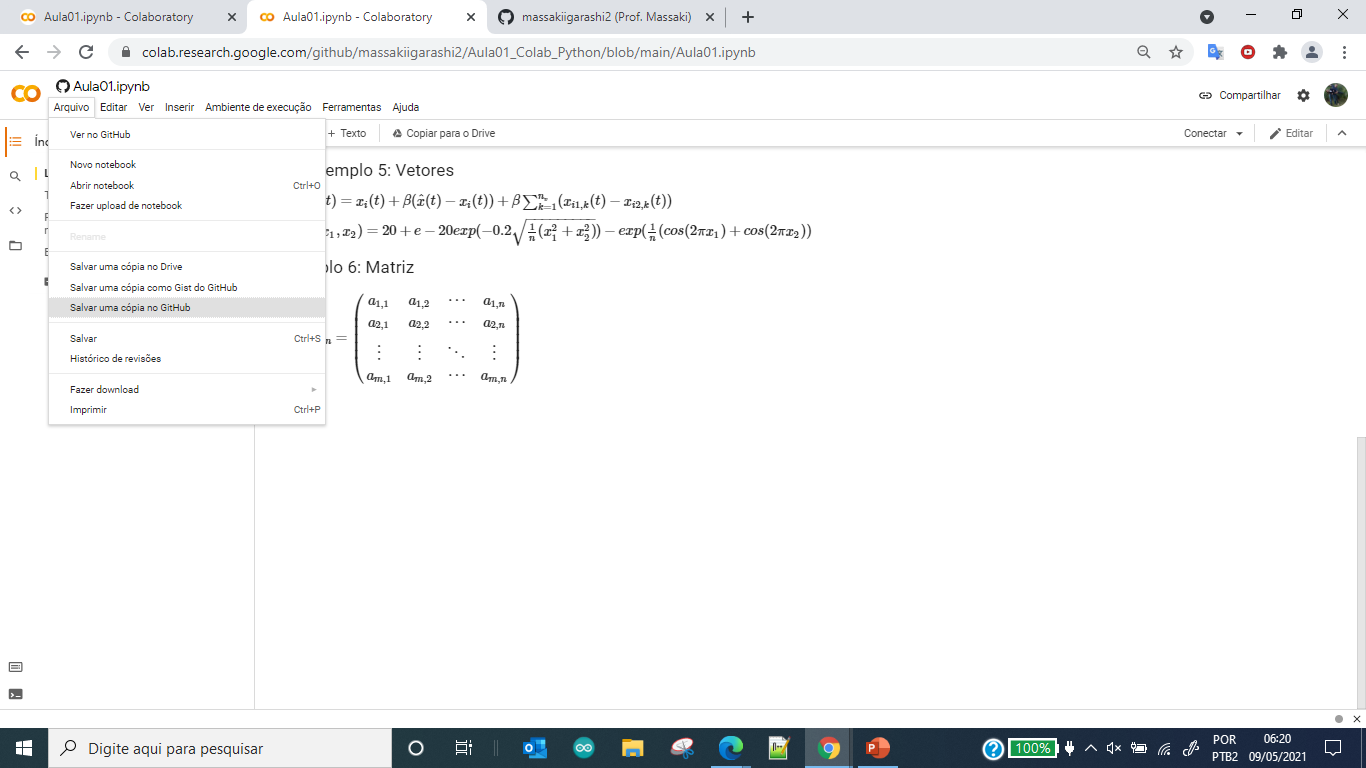 Aula01.ipynb - Colaboratory
Aula01.ipynb - Colaboratory
massakiigarashi2 (Prof. Massaki)
colab.research.google.com/github/massakiigarashi2/Aula01_Colab_Python/blob/main/Aula01.ipynb
Aula01.ipynb
Arquivo Editar Ver Inserir Ambiente de execução Ferramentas Ajuda
Compartilhar
+ Texto Copiar para o Drive
Conectar Editar
Ver no GitHub
Novo notebook
Abrir notebook Ctrl+O
Fazer upload de notebook
Rename
Salvar uma cópia no Drive
Salvar uma cópia como Gist do GitHub
Salvar uma cópia no GitHub
Salvar Ctrl+S
Histórico de revisões
Fazer download
Imprimir Ctrl+P
emplo 5: Vetores
t) = x_i(t) + β(x̂(t) − x_i(t)) + β∑_{k=1}^{n_v}(x_{i1,k}(t) − x_{i2,k}(t))
x_1, x_2) = 20 + e − 20exp(−0.2√(1/n (x_1^2 + x_2^2)) − exp(1/n (cos(2πx_1) + cos(2πx_2))
lo 6: Matriz
n = ( a_{1,1} a_{1,2} ⋯ a_{1,n}
a_{2,1} a_{2,2} ⋯ a_{2,n}
⋮ ⋮ ⋱ ⋮
a_{m,1} a_{m,2} ⋯ a_{m,n} )
Digite aqui para pesquisar
100%
POR
PTB2
06:20
09/05/2021